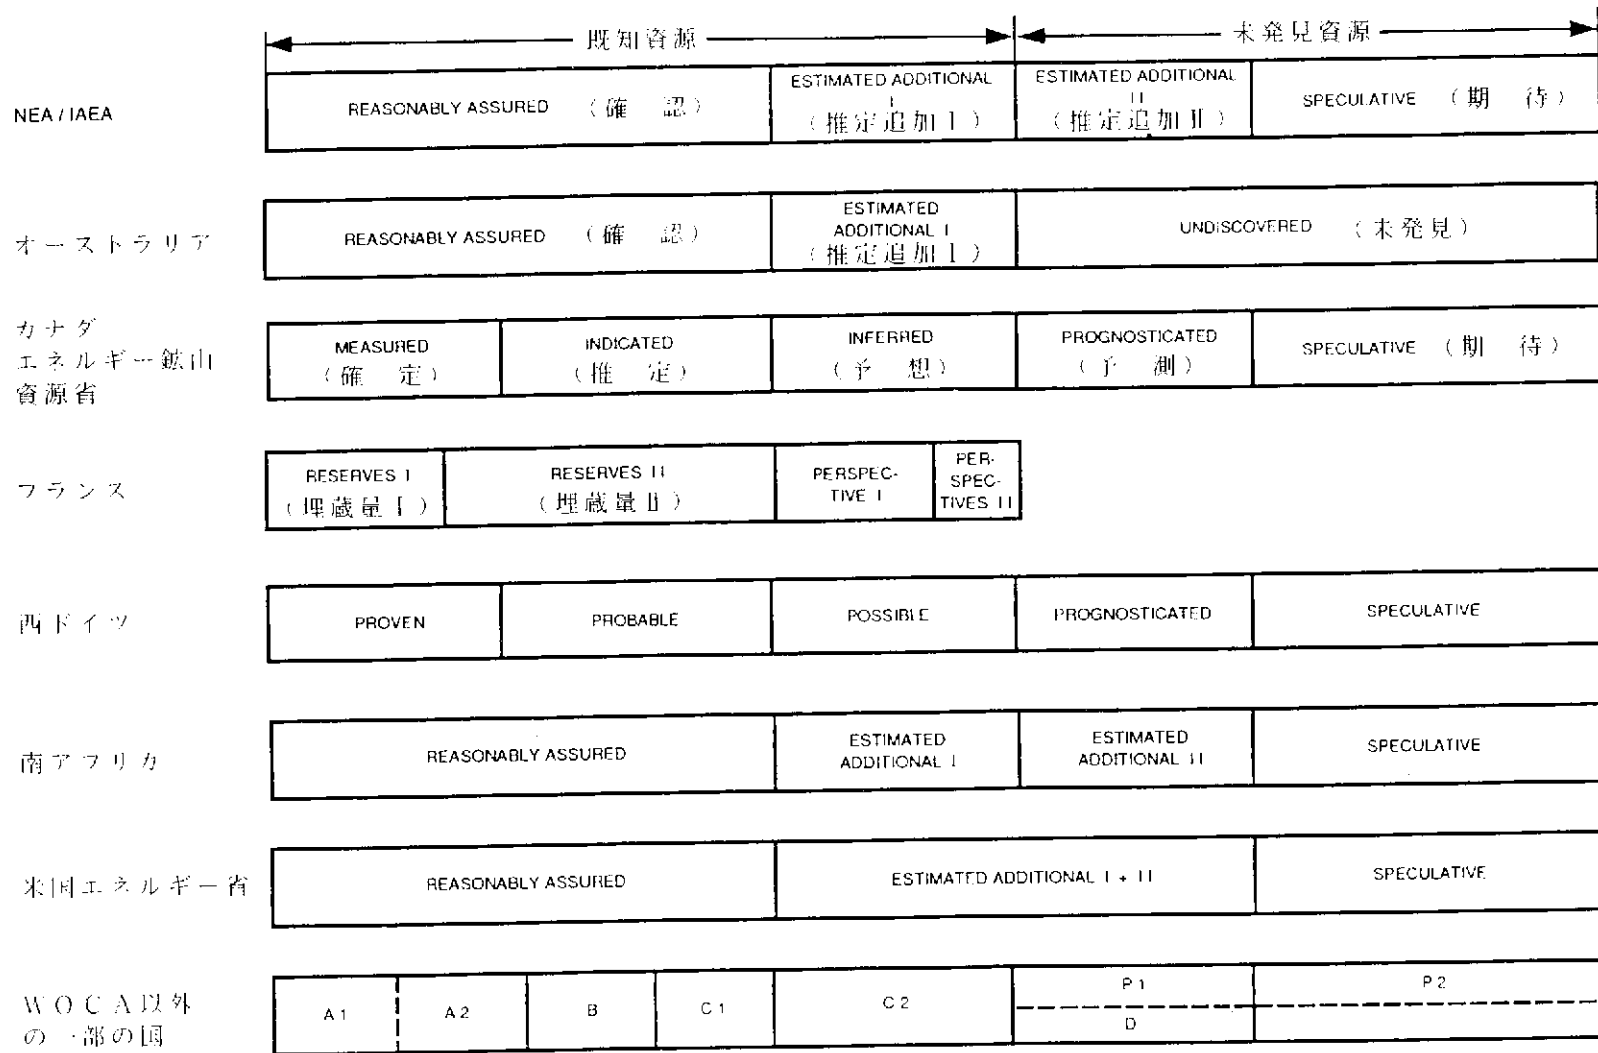 既知資源
未発見資源
NEA / IAEA
REASONABLY ASSURED (確 認)
ESTIMATED ADDITIONAL
I
(推定追加 I)
ESTIMATED ADDITIONAL
II
(推定追加 II)
SPECULATIVE (期 待)
オーストラリア
REASONABLY ASSURED (確 認)
ESTIMATED
ADDITIONAL I
(推定追加 I)
UNDISCOVERED (未発見)
カナダ
エネルギー鉱山
資源省
MEASURED
(確 定)
INDICATED
(推 定)
INFERRED
(予 想)
PROGNOSTICATED
(予 測)
SPECULATIVE (期 待)
フランス
RESERVES I
(埋蔵量 I)
RESERVES II
(埋蔵量 II)
PERSPEC-
TIVE I
PER-
SPEC-
TIVES II
西ドイツ
PROVEN
PROBABLE
POSSIBLE
PROGNOSTICATED
SPECULATIVE
南アフリカ
REASONABLY ASSURED
ESTIMATED
ADDITIONAL I
ESTIMATED
ADDITIONAL II
SPECULATIVE
米国エネルギー省
REASONABLY ASSURED
ESTIMATED ADDITIONAL I + II
SPECULATIVE
WOCA以外
の一部の国
A 1
A 2
B
C 1
C 2
P 1
D
P 2